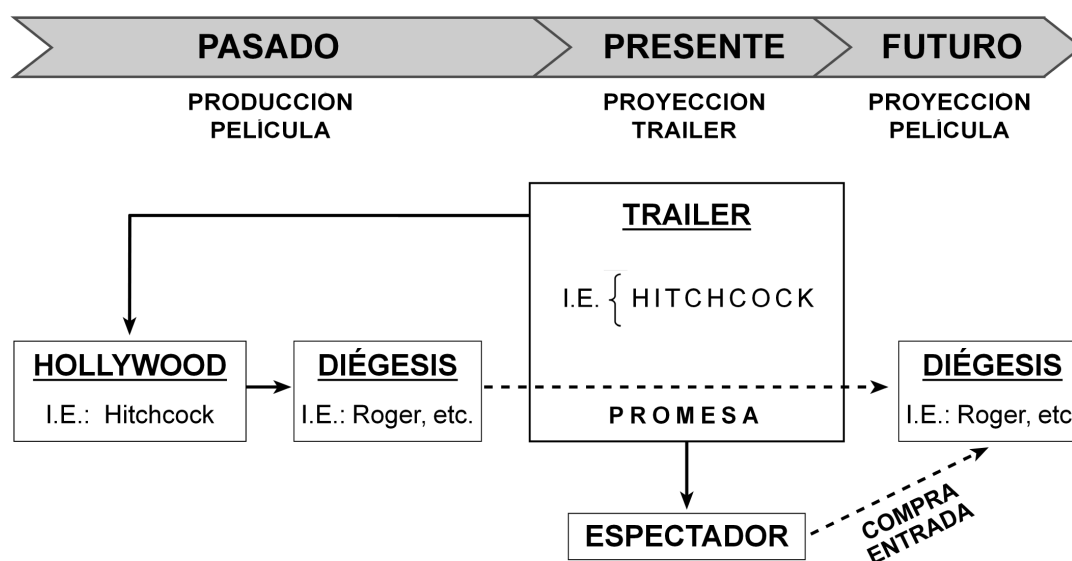 PASADO
PRESENTE
FUTURO
PRODUCCION
PELÍCULA
PROYECCION
TRAILER
PROYECCION
PELÍCULA
TRAILER
I.E. { HITCHCOCK
HOLLYWOOD
I.E.: Hitchcock
DIÉGESIS
I.E.: Roger, etc.
PROMESA
DIÉGESIS
I.E.: Roger, etc
ESPECTADOR
COMPRA
ENTRADA